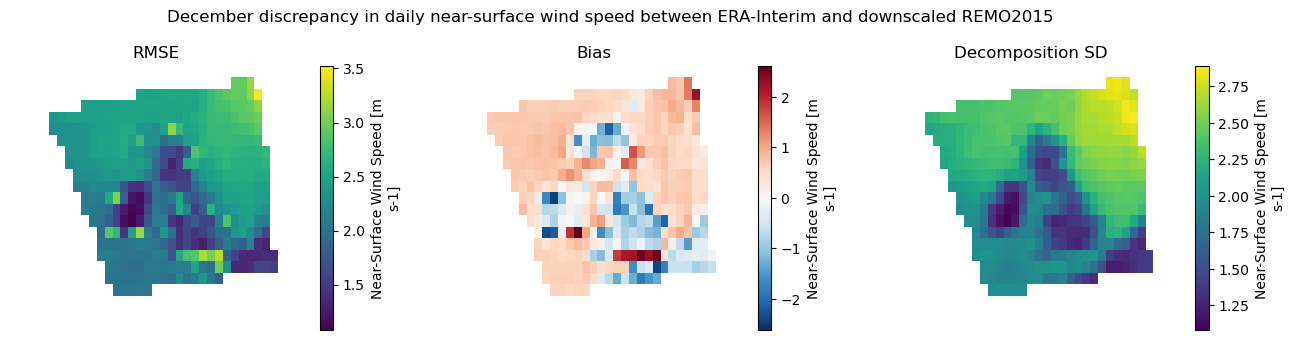 December discrepancy in daily near-surface wind speed between ERA-Interim and downscaled REMO2015
RMSE
3.5
3.0
2.5
2.0
1.5
Near-Surface Wind Speed [m
s-1]
Bias
2
1
0
−1
−2
Near-Surface Wind Speed [m
s-1]
Decomposition SD
2.75
2.50
2.25
2.00
1.75
1.50
1.25
Near-Surface Wind Speed [m
s-1]